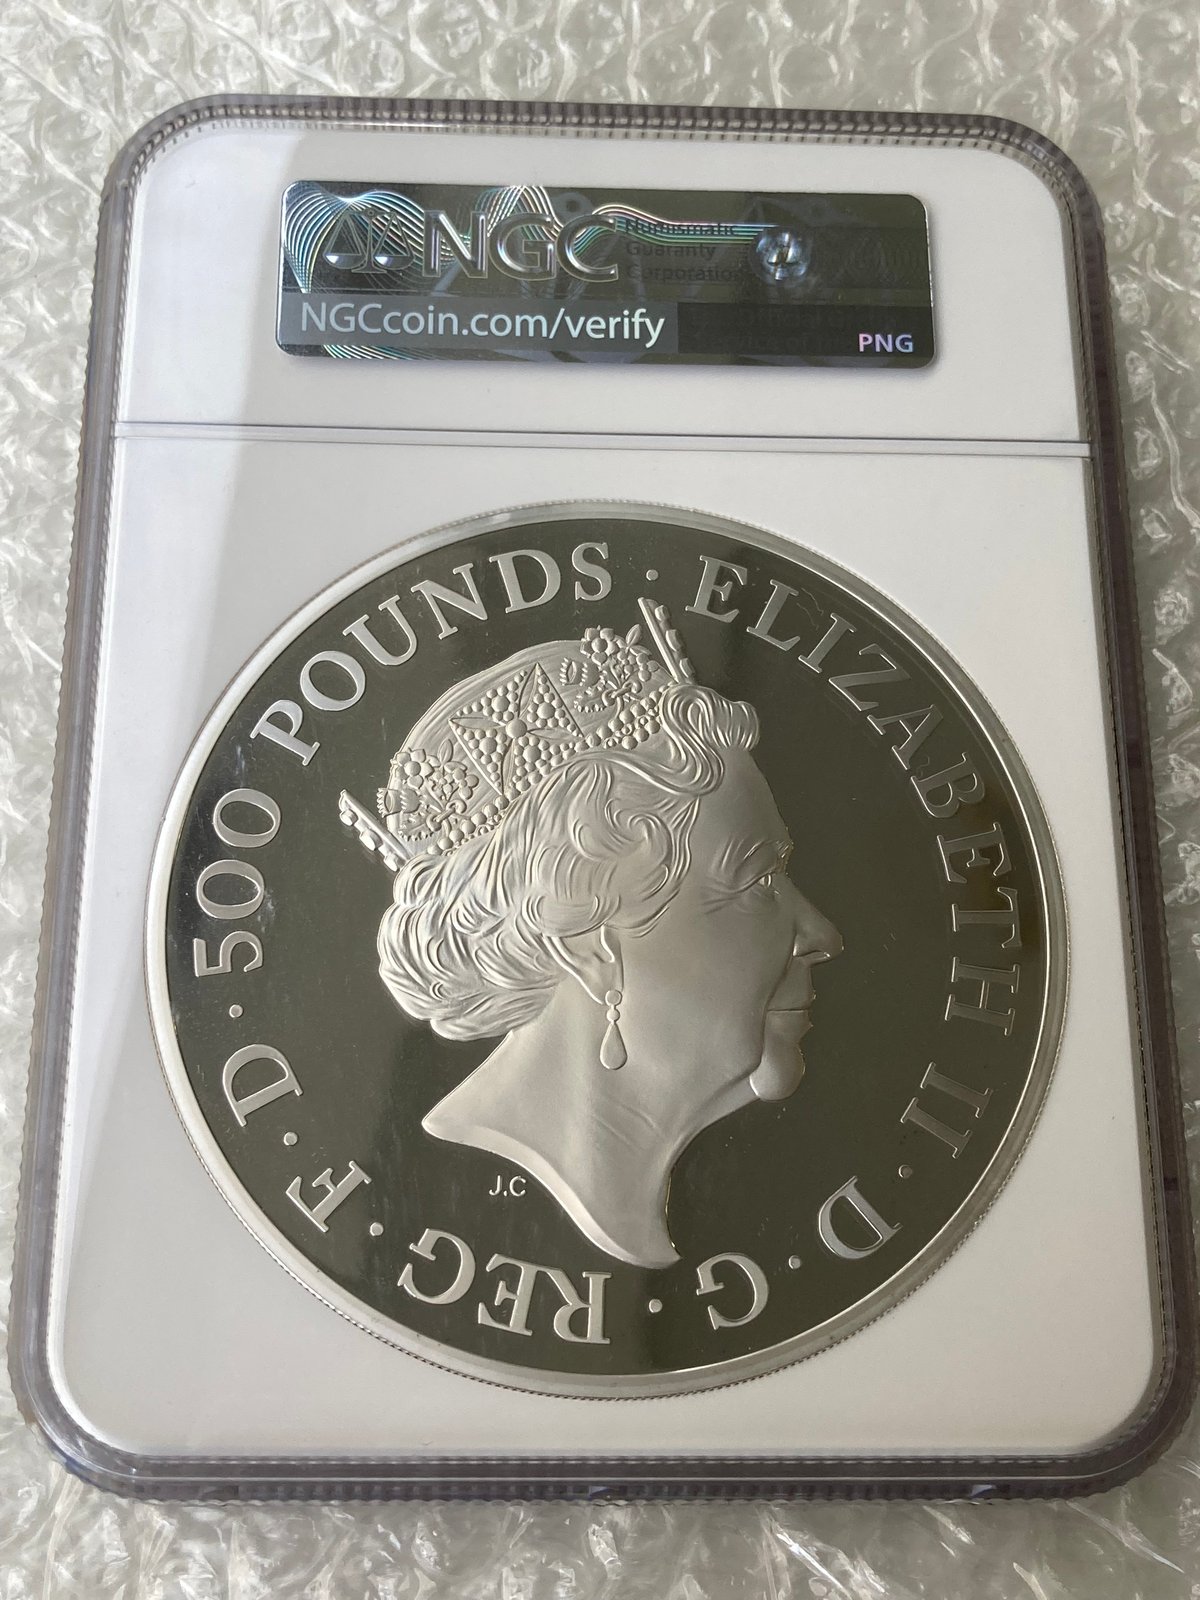 NGC
Numismatic
Guaranty
Corporation
NGCcoin.com/verify
PNG
ELIZABETH II · D · G · REG · F · D · 500 POUNDS ·
J.C